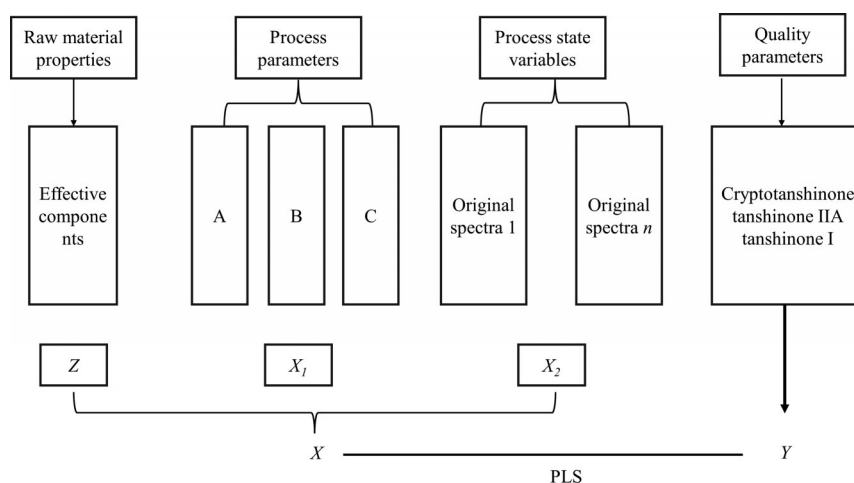 Raw material
properties
Process
parameters
Process state
variables
Quality
parameters
Effective
compone
nts
A
B
C
Original
spectra 1
Original
spectra n
Cryptotanshinone
tanshinone IIA
tanshinone I
Z
X1
X2
X
Y
PLS